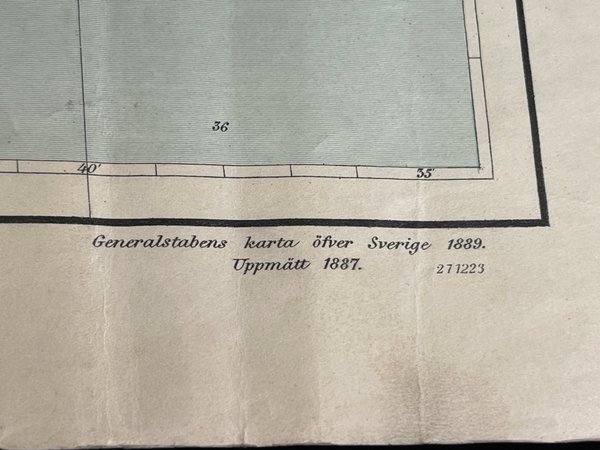 36
40' 35'
Generalstabens karta öfver Sverige 1889.
Uppmätt 1887. 271223